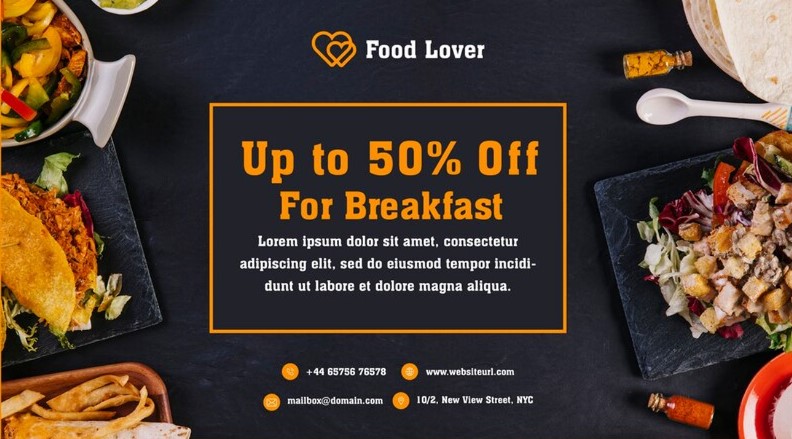 Food Lover
Up to 50% Off
For Breakfast
Lorem ipsum dolor sit amet, consectetur
adipiscing elit, sed do eiusmod tempor incidi-
dunt ut labore et dolore magna aliqua.
+44 65756 76578 www.websiteurl.com
mailbox@domain.com 10/2, New View Street, NYC